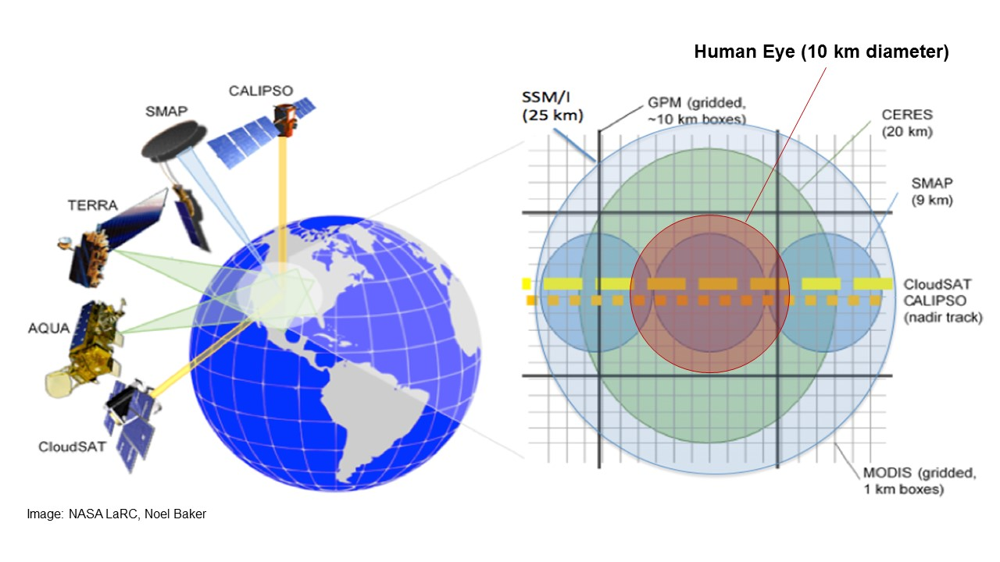 Human Eye (10 km diameter)
CALIPSO
SMAP
TERRA
AQUA
CloudSAT
SSM/I
(25 km)
GPM (gridded,
~10 km boxes)
CERES
(20 km)
SMAP
(9 km)
CloudSAT
CALIPSO
(nadir track)
MODIS (gridded,
1 km boxes)
Image: NASA LaRC, Noel Baker